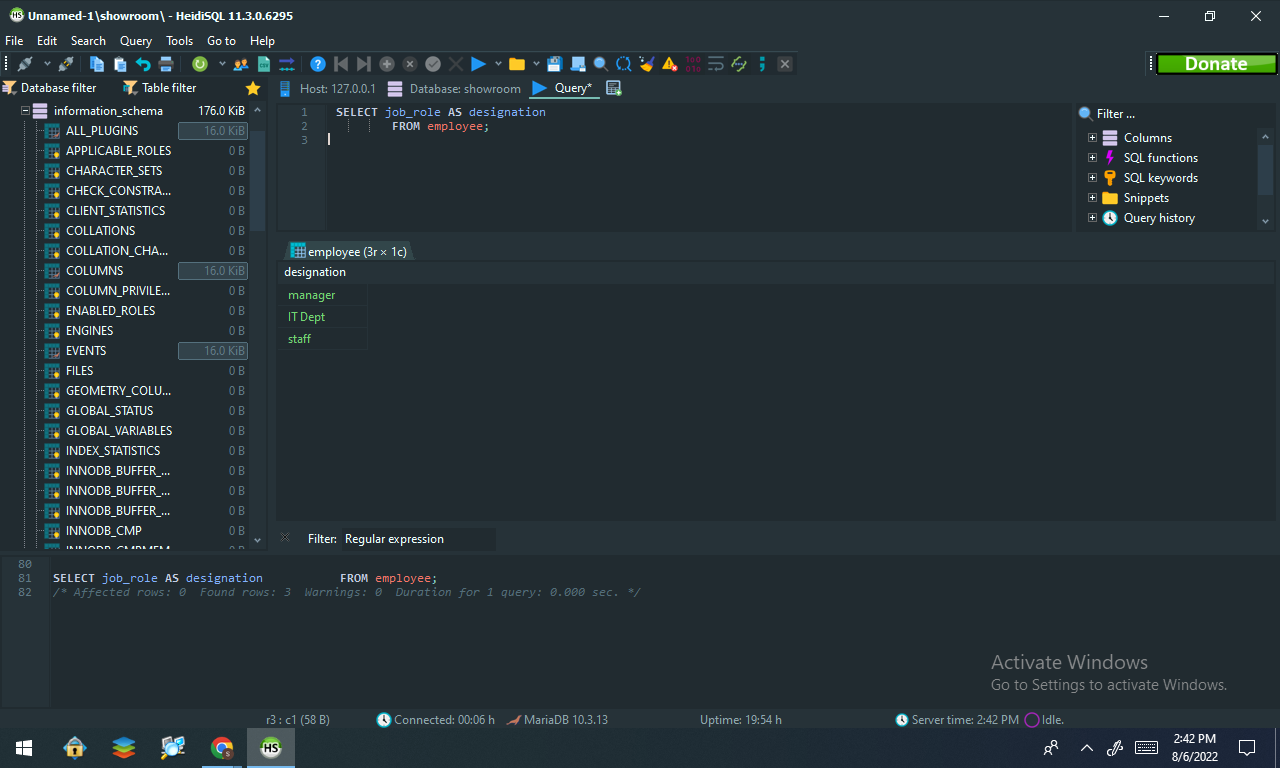 Unnamed-1\showroom\ - HeidiSQL 11.3.0.6295
File Edit Search Query Tools Go to Help
Donate
Database filter Table filter
Host: 127.0.0.1 Database: showroom Query*
information_schema 176.0 KiB
ALL_PLUGINS 16.0 KiB
APPLICABLE_ROLES 0 B
CHARACTER_SETS 0 B
CHECK_CONSTRA... 0 B
CLIENT_STATISTICS 0 B
COLLATIONS 0 B
COLLATION_CHA... 0 B
COLUMNS 16.0 KiB
COLUMN_PRIVILE... 0 B
ENABLED_ROLES 0 B
ENGINES 0 B
EVENTS 16.0 KiB
FILES 0 B
GEOMETRY_COLU... 0 B
GLOBAL_STATUS 0 B
GLOBAL_VARIABLES 0 B
INDEX_STATISTICS 0 B
INNODB_BUFFER_... 0 B
INNODB_BUFFER_... 0 B
INNODB_BUFFER_... 0 B
INNODB_CMP 0 B
1 SELECT job_role AS designation
2 FROM employee;
3
Filter ...
Columns
SQL functions
SQL keywords
Snippets
Query history
employee (3r × 1c)
designation
manager
IT Dept
staff
Filter: Regular expression
80
81 SELECT job_role AS designation FROM employee;
82 /* Affected rows: 0 Found rows: 3 Warnings: 0 Duration for 1 query: 0.000 sec. */
Activate Windows
Go to Settings to activate Windows.
r3 : c1 (58 B) Connected: 00:06 h MariaDB 10.3.13 Uptime: 19:54 h Server time: 2:42 PM Idle.
HS
2:42 PM
8/6/2022